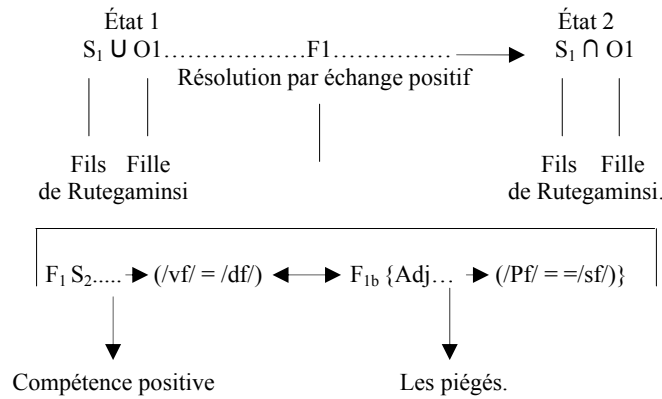 État 1 État 2
S₁ ∪ O1……………………F1…………… S₁ ∩ O1
Résolution par échange positif
Fils Fille Fils Fille
de Rutegaminsi de Rutegaminsi.
F₁ S₂..... (/vf/ = /df/) F₁b {Adj… (/Pf/ = =/sf/)}
Compétence positive Les piégés.